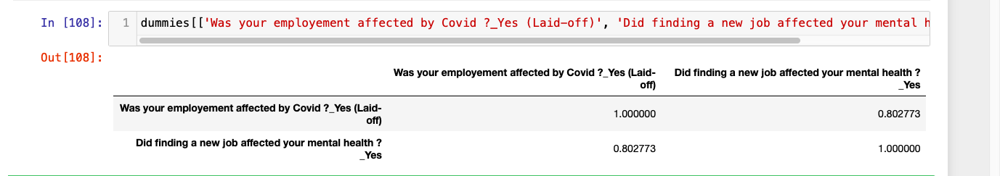 In [108]: 1 dummies[['Was your employement affected by Covid ?_Yes (Laid-off)', 'Did finding a new job affected your mental h
Out[108]:
Was your employement affected by Covid ?_Yes (Laid-
off)
Did finding a new job affected your mental health ?
_Yes
Was your employement affected by Covid ?_Yes (Laid-
off)
1.000000 0.802773
Did finding a new job affected your mental health ?
_Yes
0.802773 1.000000